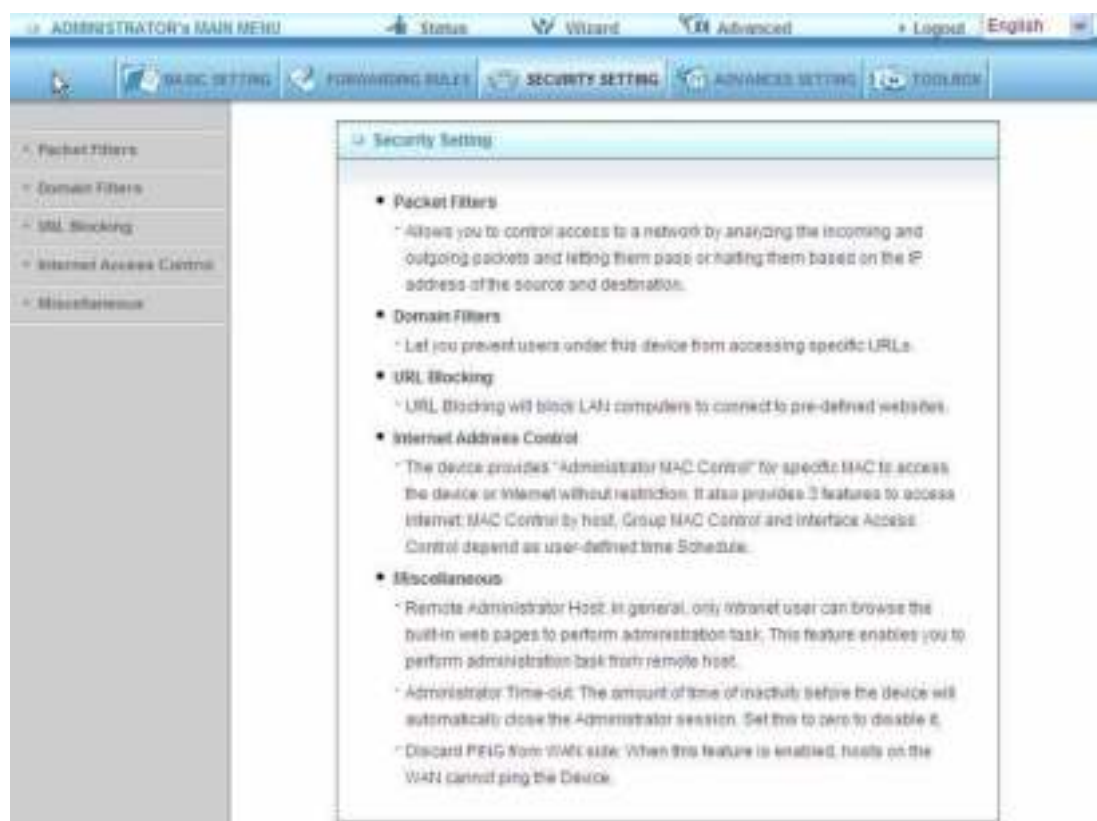 ADMINISTRATOR's MAIN MENU Status Wizard Advanced Logout English
BASIC SETTING FORWARDING RULES SECURITY SETTING ADVANCED SETTING TOOLBOX
Packet Filters
Domain Filters
URL Blocking
Internet Access Control
Miscellaneous
Security Setting
Packet Filters
Allows you to control access to a network by analyzing the incoming and
outgoing packets and letting them pass or halting them based on the IP
address of the source and destination.
Domain Filters
Let you prevent users under this device from accessing specific URLs.
URL Blocking
URL Blocking will block LAN computers to connect to pre-defined websites.
Internet Address Control
The device provides "Administrator MAC Control" for specific MAC to access
the device or Internet without restriction. It also provides 3 features to access
Internet: MAC Control by host, Group MAC Control and Interface Access
Control depend as user-defined time Schedule.
Miscellaneous
Remote Administrator Host: In general, only Intranet user can browse the
built-in web pages to perform administration task. This feature enables you to
perform administration task from remote host.
Administrator Time-out: The amount of time of inactivity before the device will
automatically close the Administrator session. Set this to zero to disable it.
Discard PING from WAN side: When this feature is enabled, hosts on the
WAN cannot ping the Device.